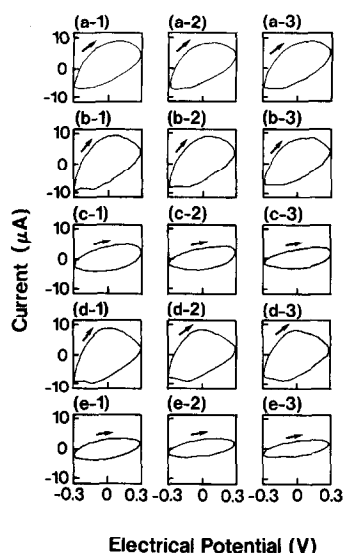 (a-1) (a-2) (a-3)
10
0
-10
(b-1) (b-2) (b-3)
10
0
-10
(c-1) (c-2) (c-3)
10
0
-10
(d-1) (d-2) (d-3)
10
0
-10
(e-1) (e-2) (e-3)
10
0
-10
-0.3 0 0.3 -0.3 0 0.3 -0.3 0 0.3
Current (μA)
Electrical Potential (V)